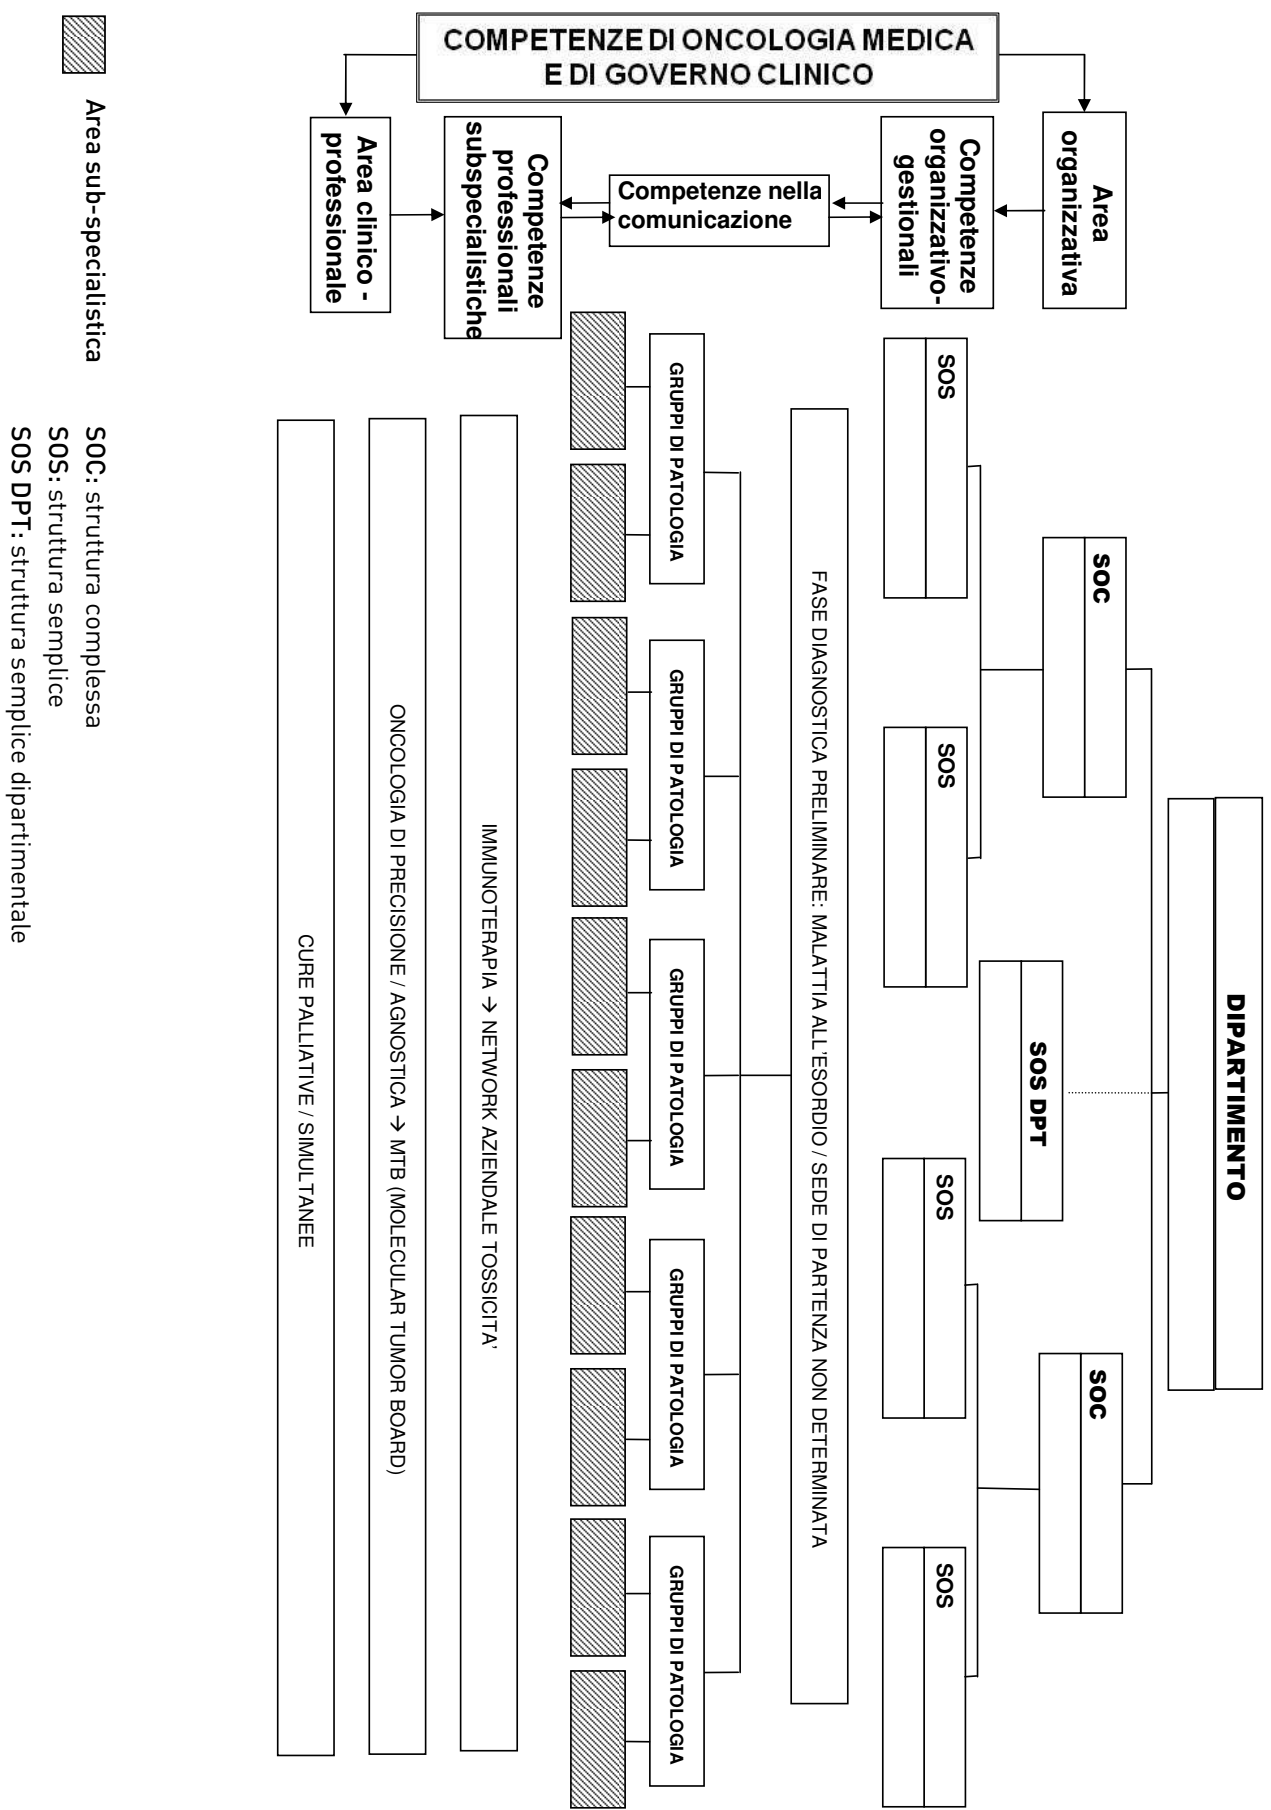 COMPETENZE DI ONCOLOGIA MEDICA
E DI GOVERNO CLINICO
Area
organizzativa
Competenze
organizzativo-
gestionali
Competenze nella
comunicazione
Competenze
professionali
subspecialistiche
Area clinico -
professionale
DIPARTIMENTO
SOC
SOC
SOS DPT
SOS
SOS
SOS
SOS
FASE DIAGNOSTICA PRELIMINARE: MALATTIA ALL'ESORDIO / SEDE DI PARTENZA NON DETERMINATA
GRUPPI DI PATOLOGIA
GRUPPI DI PATOLOGIA
GRUPPI DI PATOLOGIA
GRUPPI DI PATOLOGIA
GRUPPI DI PATOLOGIA
IMMUNOTERAPIA → NETWORK AZIENDALE TOSSICITA'
ONCOLOGIA DI PRECISIONE / AGNOSTICA → MTB (MOLECULAR TUMOR BOARD)
CURE PALLIATIVE / SIMULTANEE
Area sub-specialistica
SOC: struttura complessa
SOS: struttura semplice
SOS DPT: struttura semplice dipartimentale